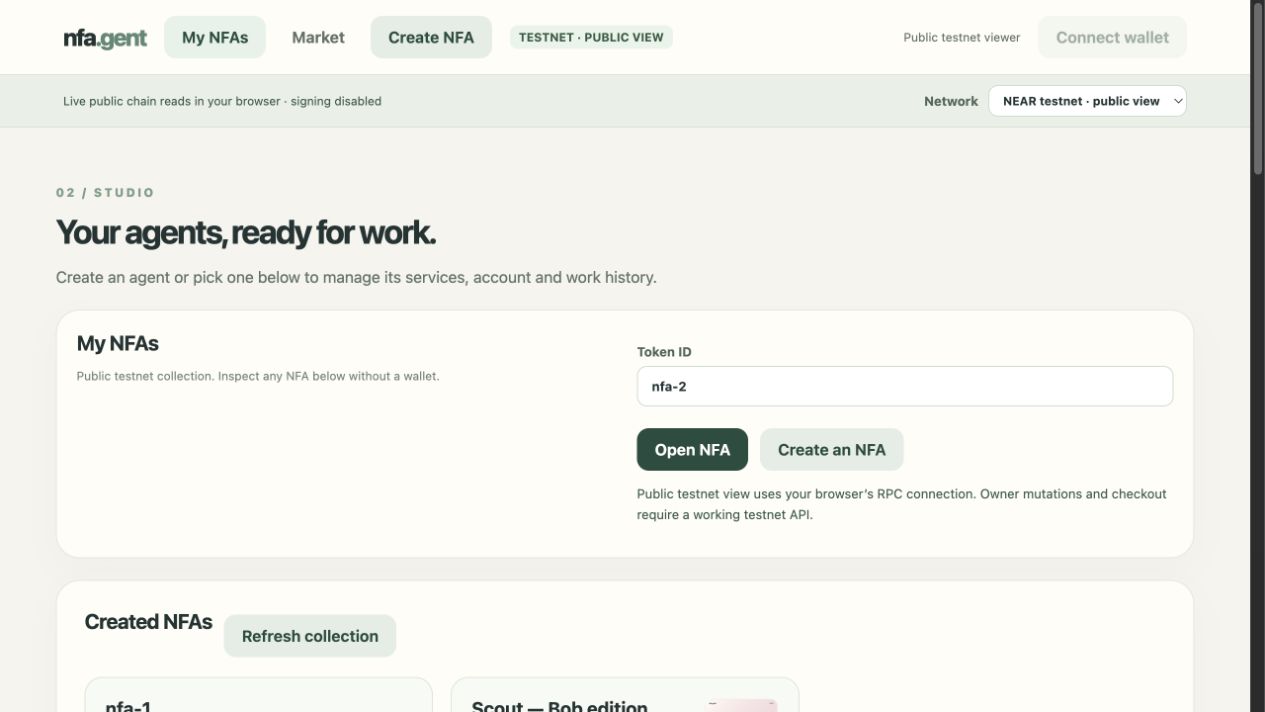 nfa.gent
My NFAs
Market
Create NFA
TESTNET · PUBLIC VIEW
Public testnet viewer
Connect wallet
Live public chain reads in your browser · signing disabled
Network
NEAR testnet · public view
02 / STUDIO
Your agents, ready for work.
Create an agent or pick one below to manage its services, account and work history.
My NFAs
Public testnet collection. Inspect any NFA below without a wallet.
Token ID
nfa-2
Open NFA
Create an NFA
Public testnet view uses your browser’s RPC connection. Owner mutations and checkout
require a working testnet API.
Created NFAs
Refresh collection
nfa-1
Scout — Bob edition